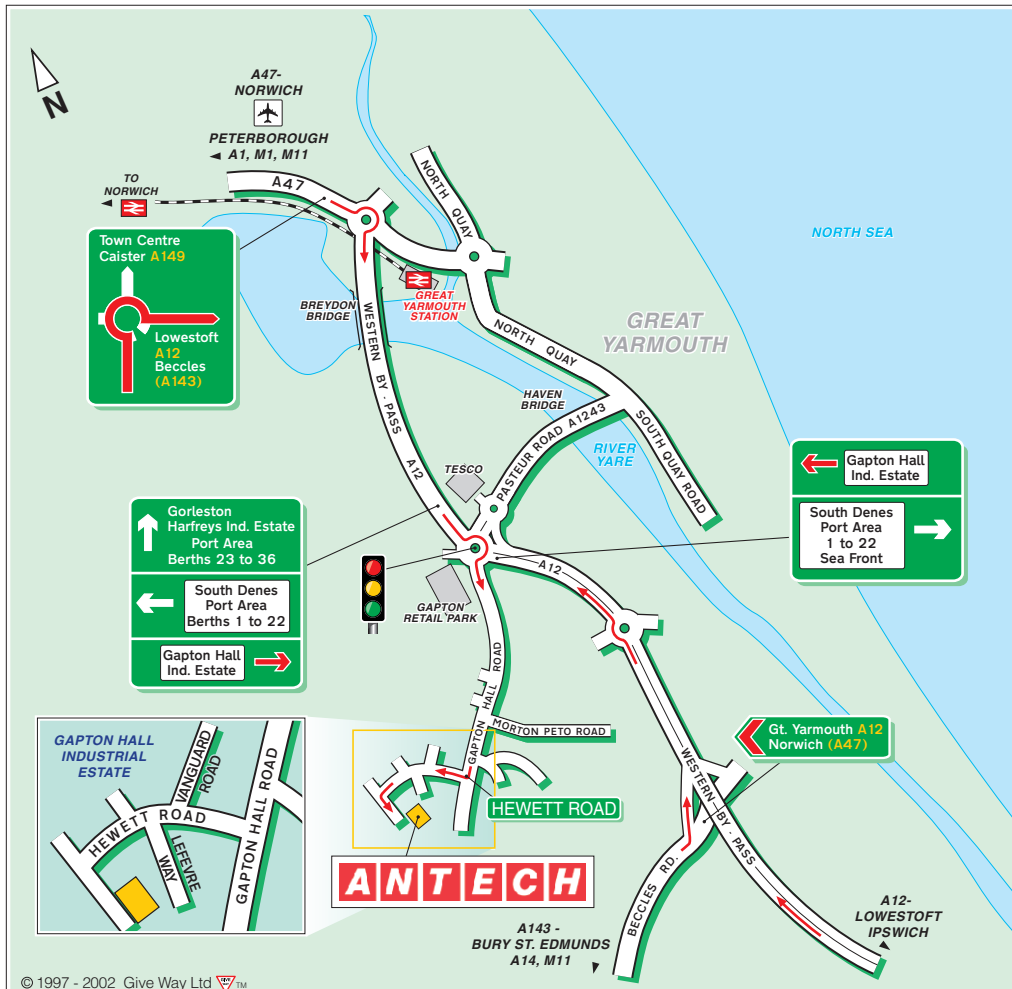 N
A47-
NORWICH
PETERBOROUGH
A1, M1, M11
TO
NORWICH
A47
NORTH QUAY
Town Centre
Caister A149
Lowestoft
A12
Beccles
(A143)
GREAT
YARMOUTH
STATION
BREYDON
BRIDGE
WESTERN BY-PASS
A12
NORTH QUAY
NORTH SEA
GREAT
YARMOUTH
HAVEN
BRIDGE
PASTEUR ROAD A1243
RIVER
YARE
SOUTH QUAY ROAD
TESCO
Gapton Hall
Ind. Estate
South Denes
Port Area
1 to 22
Sea Front
Gorleston
Harfreys Ind. Estate
Port Area
Berths 23 to 36
South Denes
Port Area
Berths 1 to 22
Gapton Hall
Ind. Estate
A12
GAPTON
RETAIL PARK
GAPTON HALL ROAD
MORTON PETO ROAD
GAPTON HALL
INDUSTRIAL
ESTATE
VANGUARD
ROAD
HEWETT ROAD
LEFEVRE
WAY
GAPTON HALL ROAD
HEWETT ROAD
Gt. Yarmouth A12
Norwich (A47)
WESTERN BY-PASS
BECCLES RD.
ANTECH
A143 -
BURY ST. EDMUNDS
A14, M11
A12-
LOWESTOFT
IPSWICH
© 1997 - 2002 Give Way Ltd GIVE WAY TM